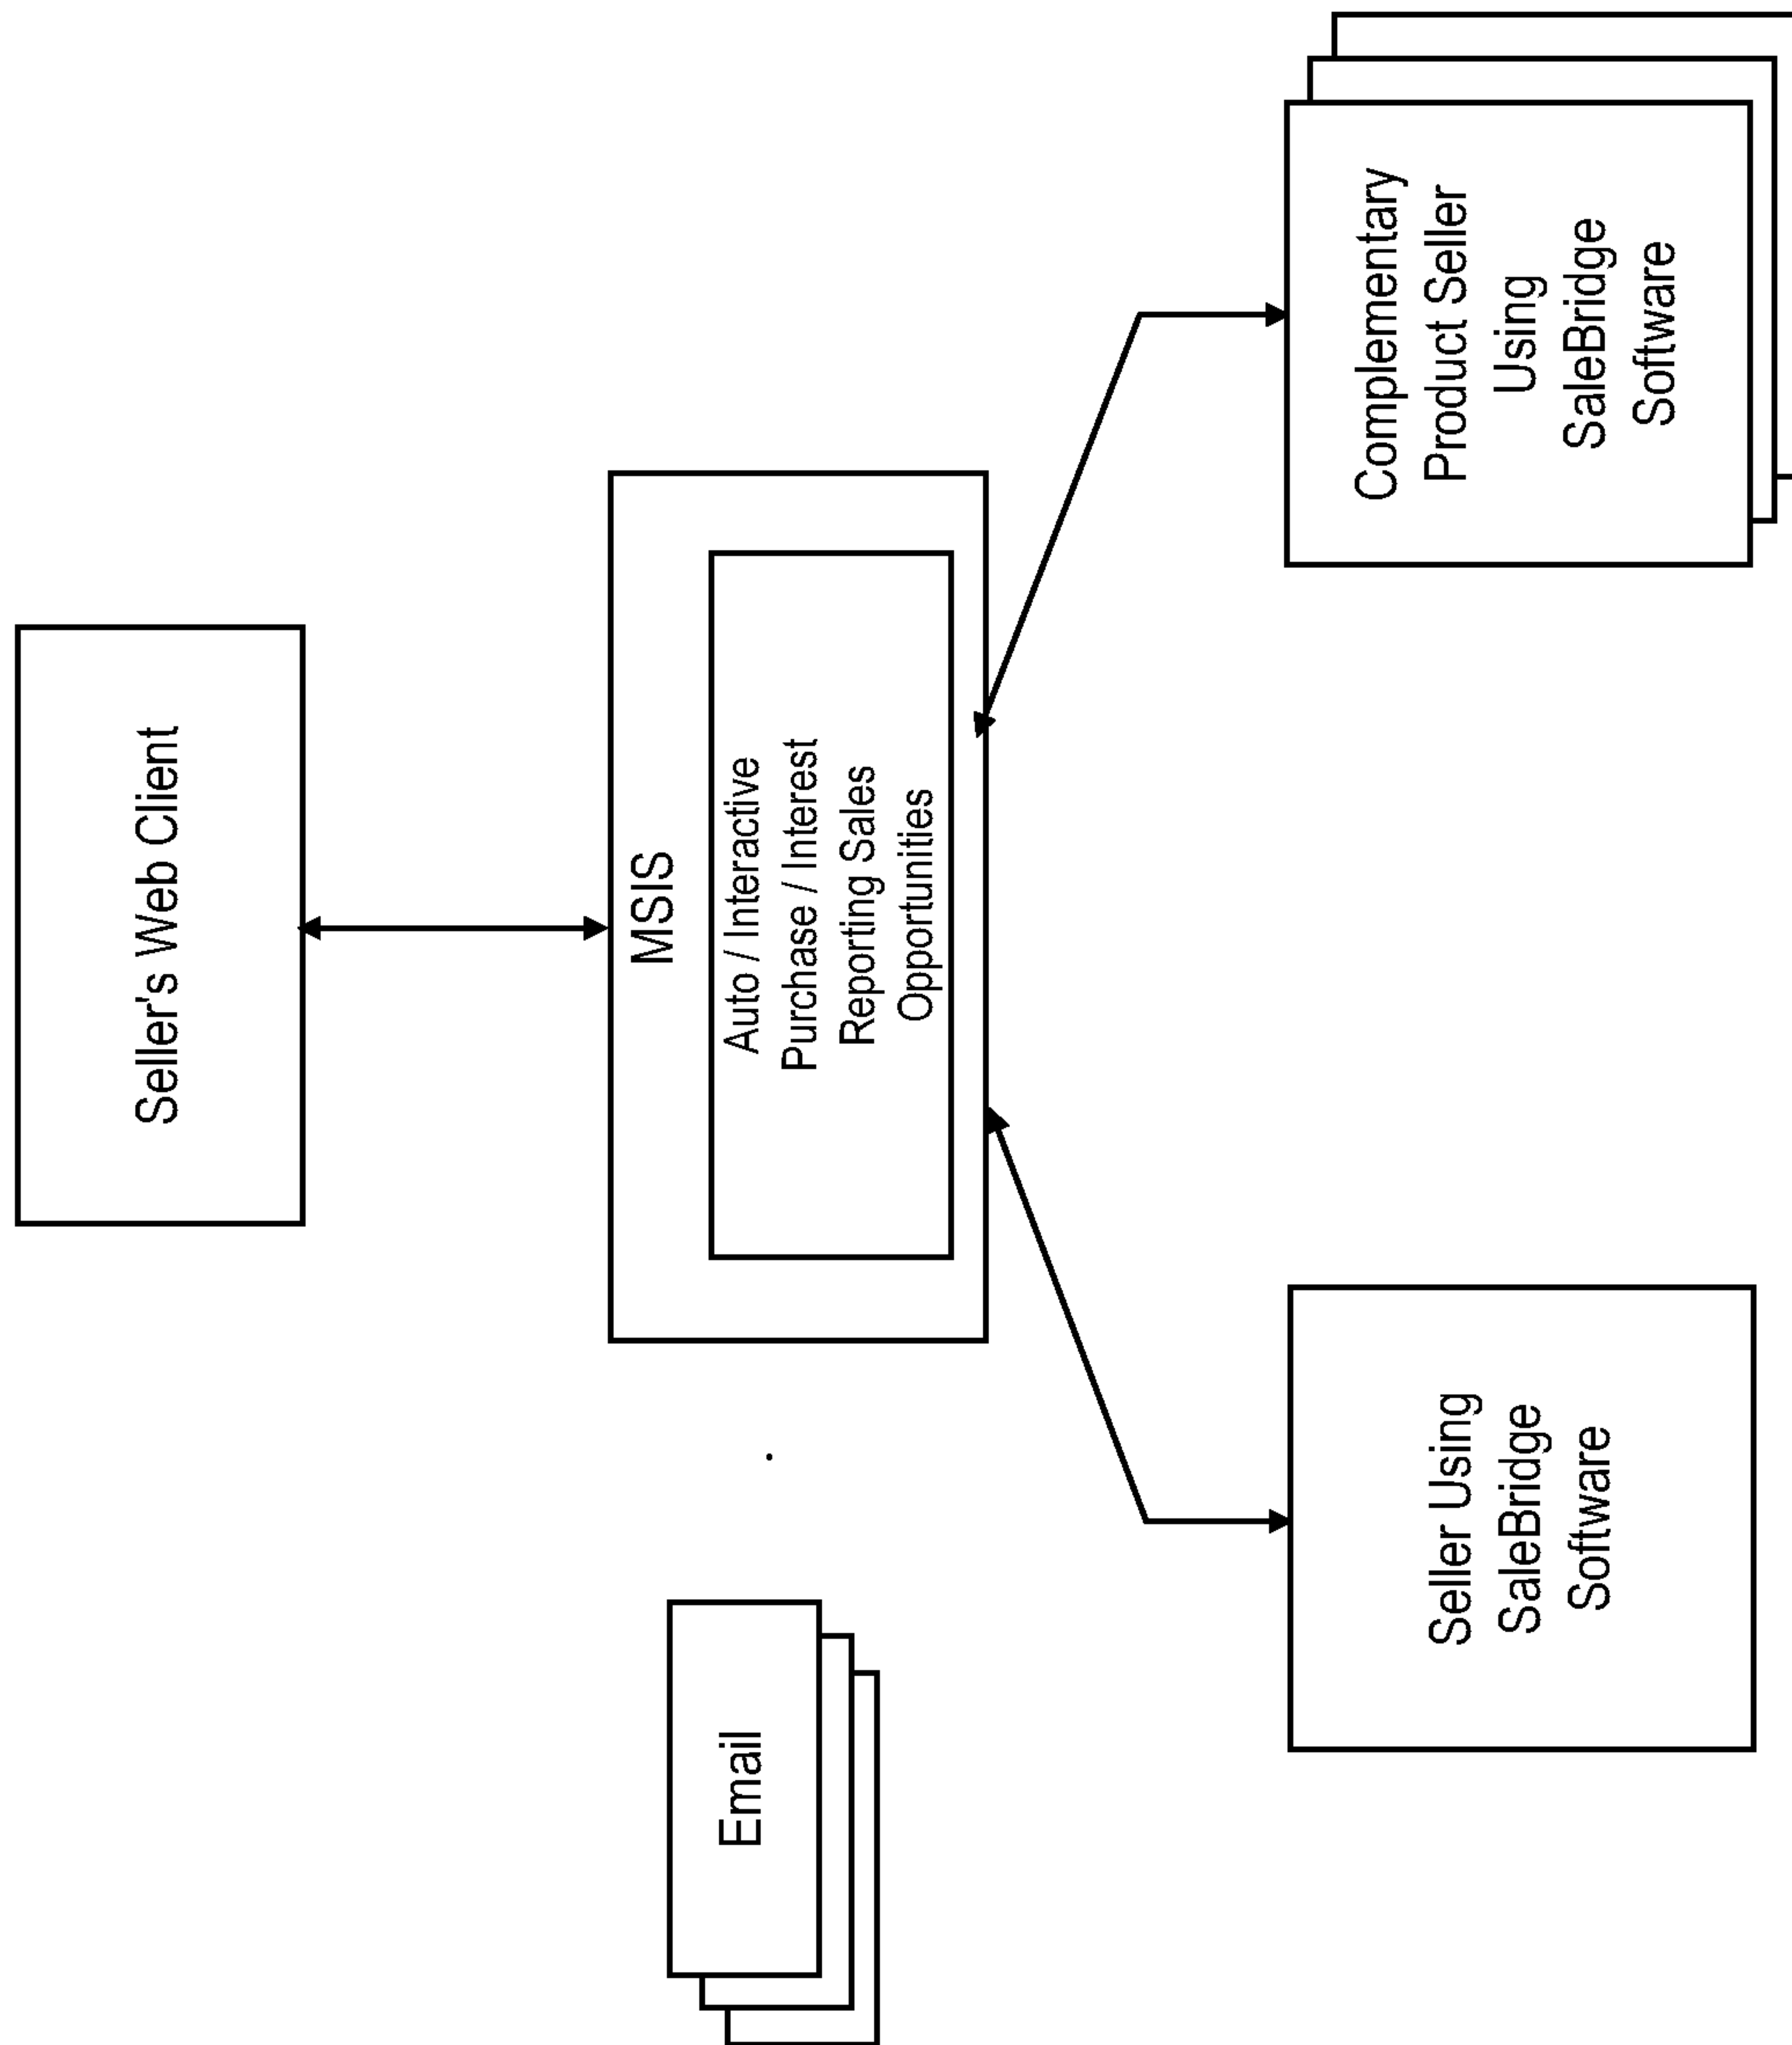 Seller's Web Client
MSIS
Auto / Interactive
Purchase / Interest
Reporting Sales
Opportunities
Email
Seller Using
SaleBridge
Software
Complementary
Product Seller
Using
SaleBridge
Software